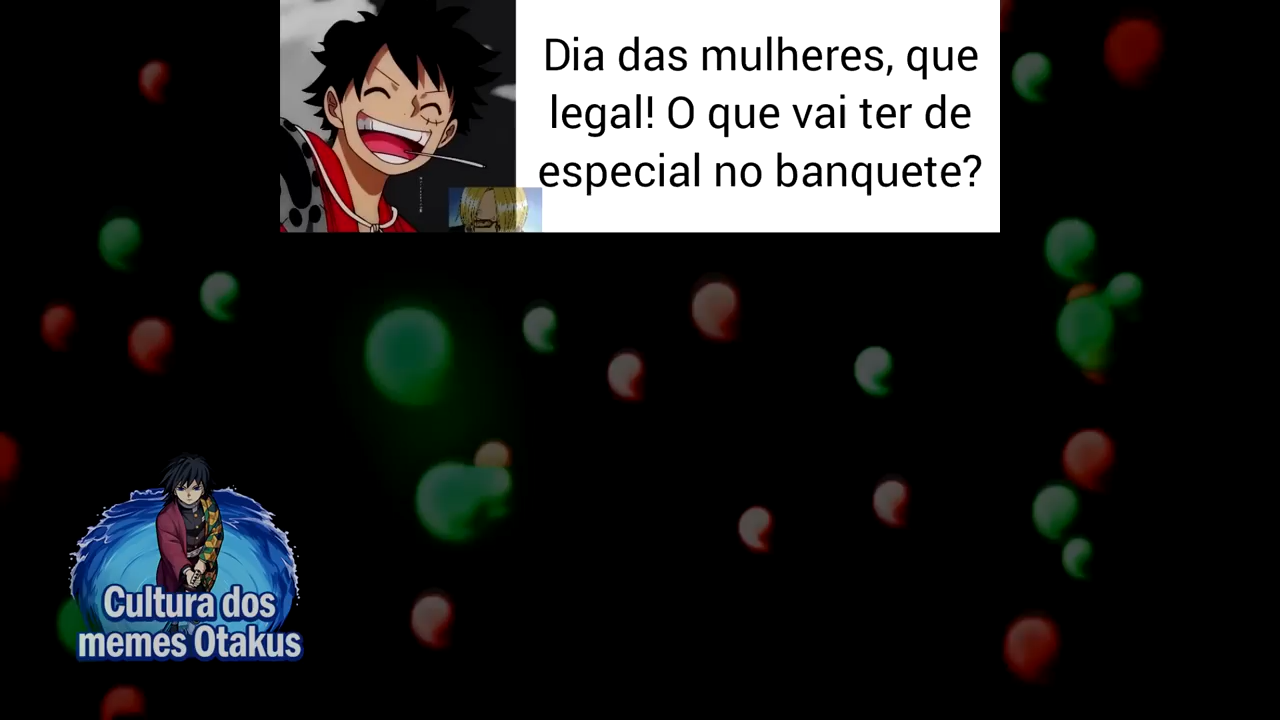 Dia das mulheres, que
legal! O que vai ter de
especial no banquete?
Cultura dos
memes Otakus